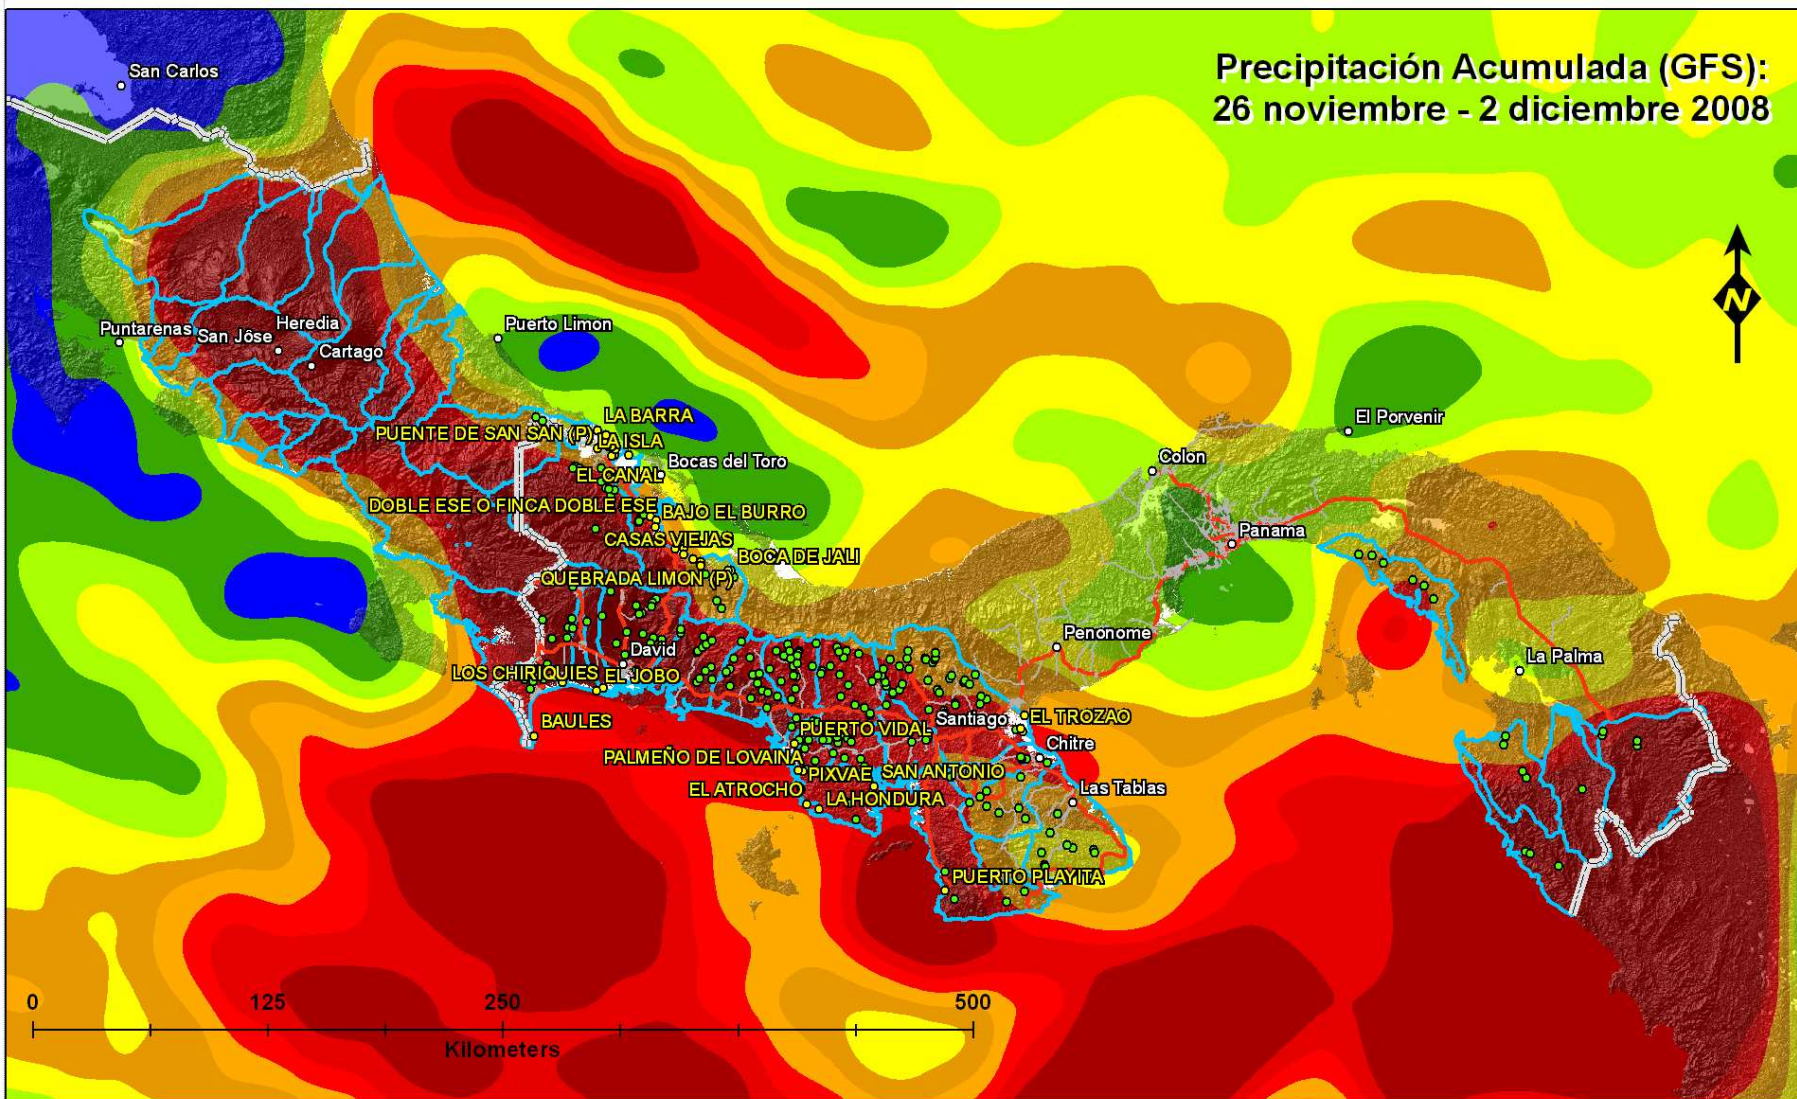 Precipitación Acumulada (GFS):
26 noviembre - 2 diciembre 2008
San Carlos
N
Puntarenas
San Jôse
Heredia
Cartago
Puerto Limon
LA BARRA
PUENTE DE SAN SAN (P)
LA ISLA
Bocas del Toro
EL CANAL
DOBLE ESE O FINCA DOBLE ESE
BAJO EL BURRO
CASAS VIEJAS
BOCA DE JALI
QUEBRADA LIMON (P)
El Porvenir
Colon
Panama
Penonome
La Palma
David
LOS CHIRIQUIES
EL JOBO
BAULES
PUERTO VIDAL
Santiago
EL TROZAO
Chitre
PALMEÑO DE LOVAINA
PIXVAE
SAN ANTONIO
EL ATROCHO
LA HONDURA
Las Tablas
PUERTO PLAYITA
0 125 250 500
Kilometers